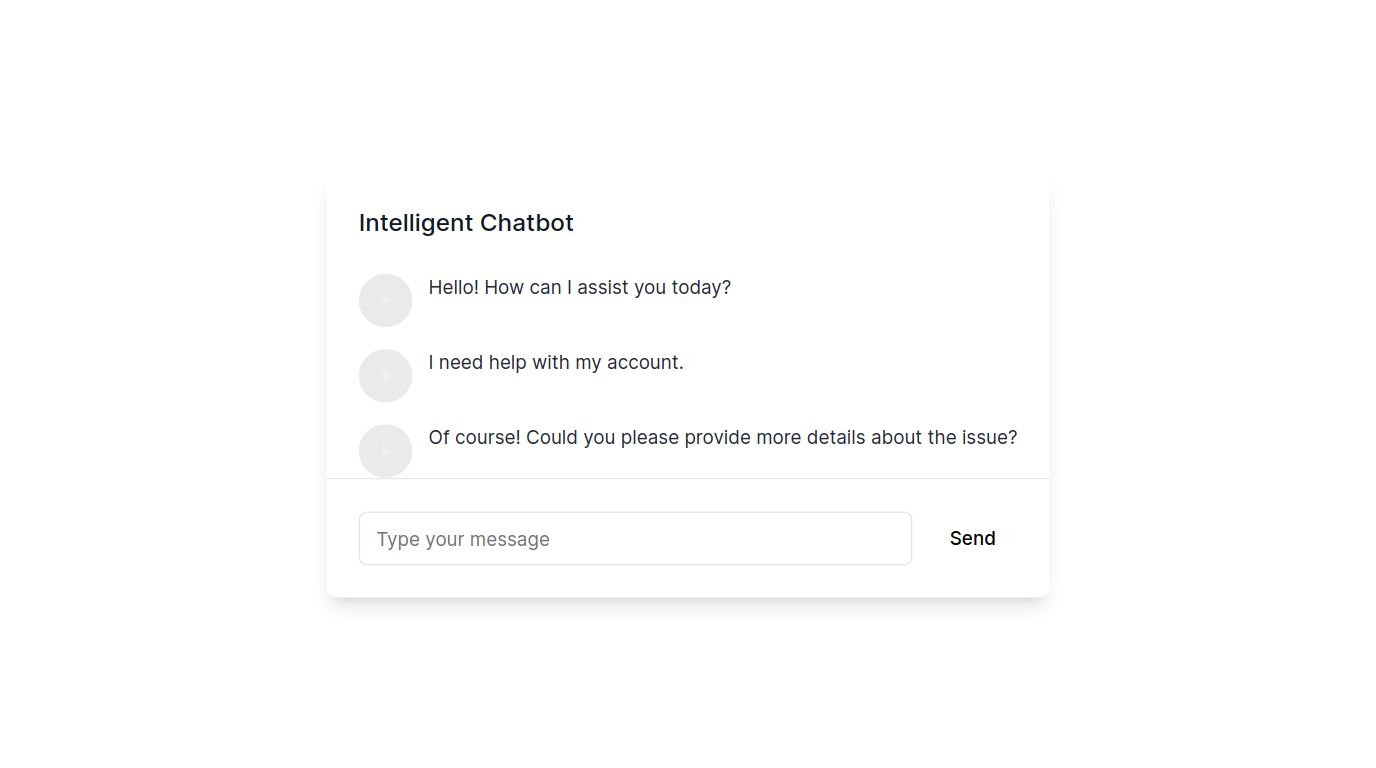 Intelligent Chatbot
Hello! How can I assist you today?
I need help with my account.
Of course! Could you please provide more details about the issue?
Type your message
Send